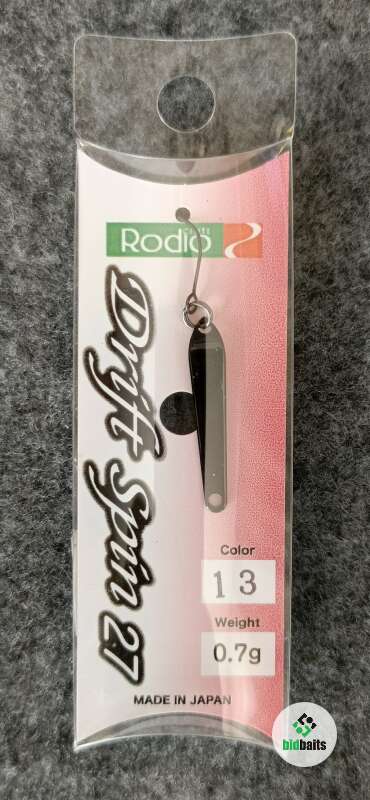 Rodio
craft
Drift Spin 27
Color
13
Weight
0.7g
MADE IN JAPAN
bidbaits